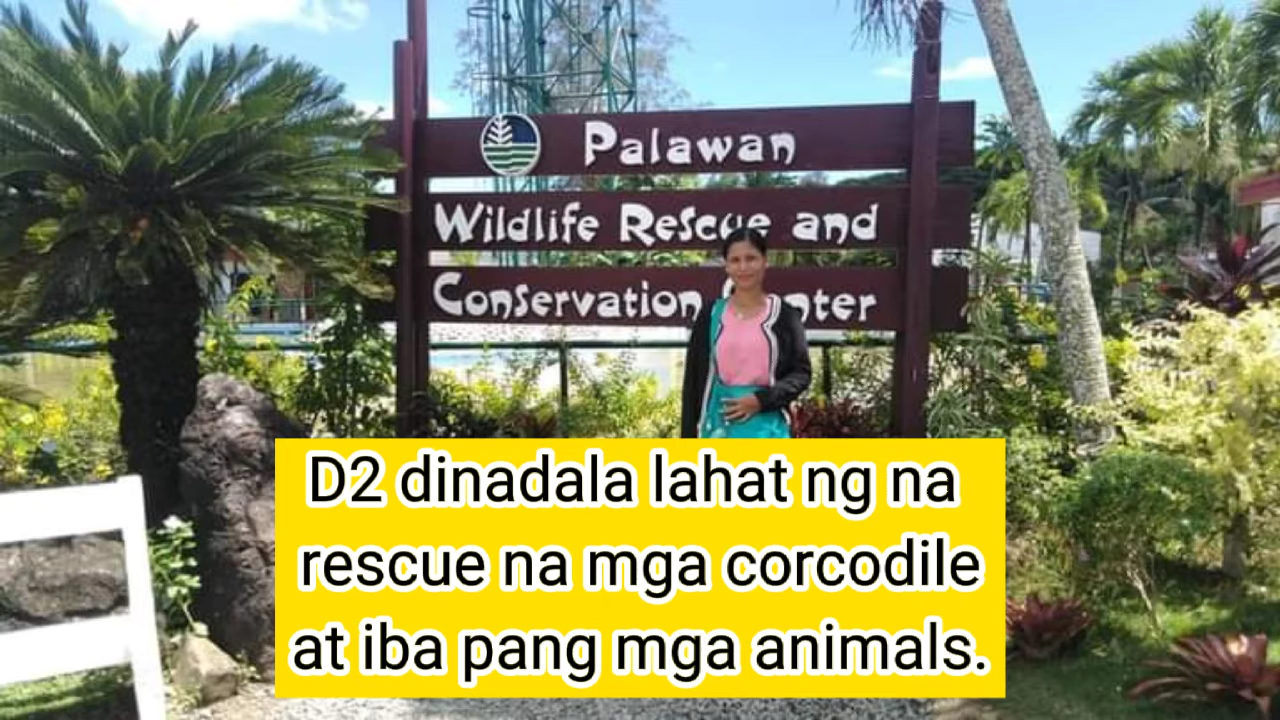 Palawan
Wildlife Rescue and
Conservation Center
D2 dinadala lahat ng na
rescue na mga corcodile
at iba pang mga animals.